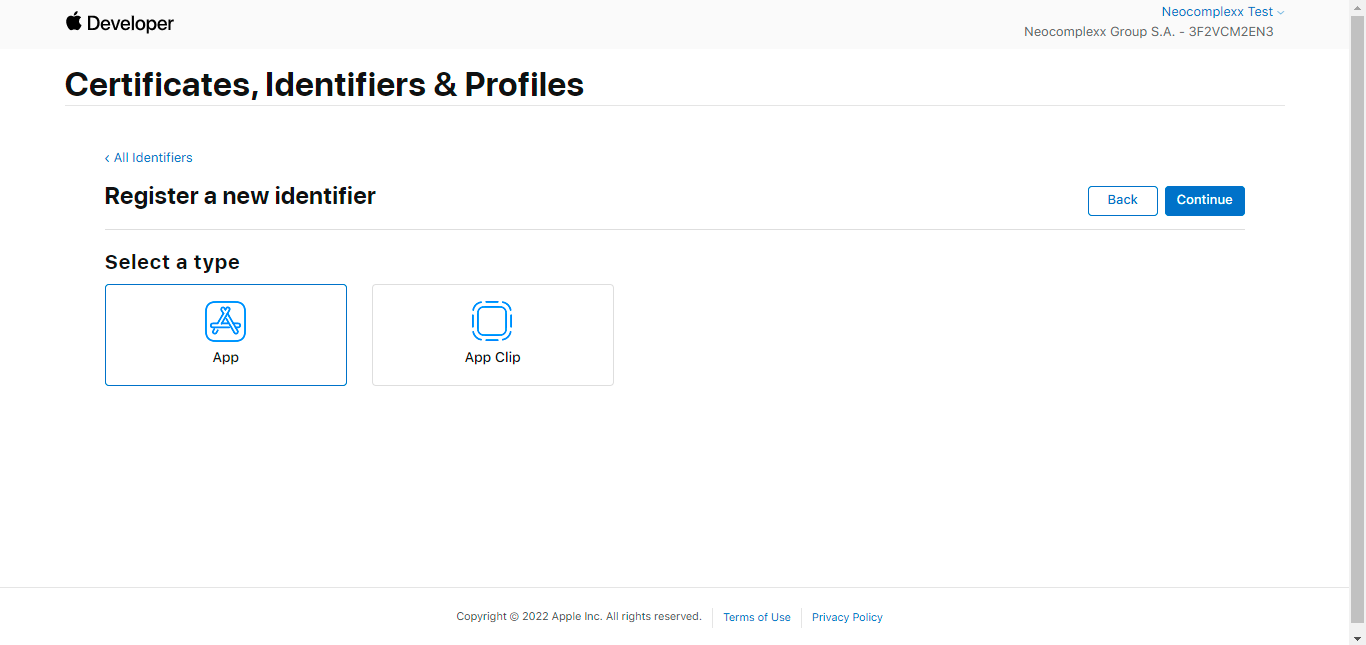 Developer
Neocomplexx Test
Neocomplexx Group S.A. - 3F2VCM2EN3
Certificates, Identifiers & Profiles
‹ All Identifiers
Register a new identifier
Back
Continue
Select a type
App
App Clip
Copyright © 2022 Apple Inc. All rights reserved.
Terms of Use
Privacy Policy